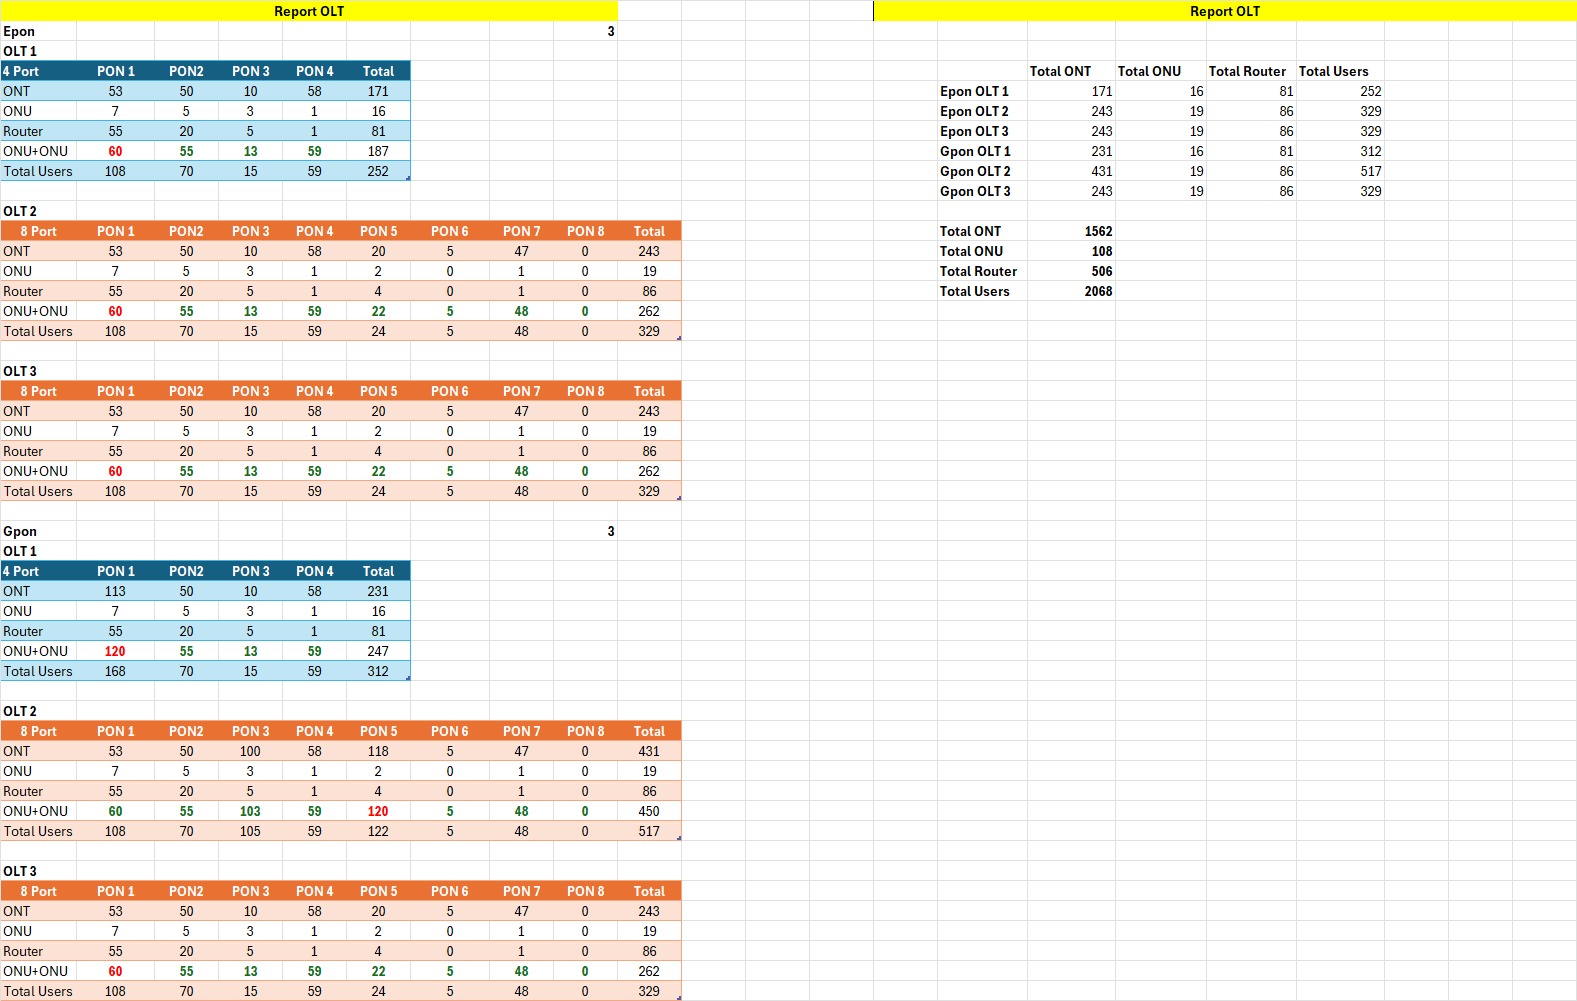 Report OLT
Epon 3
OLT 1
4 Port PON 1 PON2 PON 3 PON 4 Total
ONT 53 50 10 58 171
ONU 7 5 3 1 16
Router 55 20 5 1 81
ONU+ONU 60 55 13 59 187
Total Users 108 70 15 59 252
OLT 2
8 Port PON 1 PON2 PON 3 PON 4 PON 5 PON 6 PON 7 PON 8 Total
ONT 53 50 10 58 20 5 47 0 243
ONU 7 5 3 1 2 0 1 0 19
Router 55 20 5 1 4 0 1 0 86
ONU+ONU 60 55 13 59 22 5 48 0 262
Total Users 108 70 15 59 24 5 48 0 329
OLT 3
8 Port PON 1 PON2 PON 3 PON 4 PON 5 PON 6 PON 7 PON 8 Total
ONT 53 50 10 58 20 5 47 0 243
ONU 7 5 3 1 2 0 1 0 19
Router 55 20 5 1 4 0 1 0 86
ONU+ONU 60 55 13 59 22 5 48 0 262
Total Users 108 70 15 59 24 5 48 0 329
Gpon 3
OLT 1
4 Port PON 1 PON2 PON 3 PON 4 Total
ONT 113 50 10 58 231
ONU 7 5 3 1 16
Router 55 20 5 1 81
ONU+ONU 120 55 13 59 247
Total Users 168 70 15 59 312
OLT 2
8 Port PON 1 PON2 PON 3 PON 4 PON 5 PON 6 PON 7 PON 8 Total
ONT 53 50 100 58 118 5 47 0 431
ONU 7 5 3 1 2 0 1 0 19
Router 55 20 5 1 4 0 1 0 86
ONU+ONU 60 55 103 59 120 5 48 0 450
Total Users 108 70 105 59 122 5 48 0 517
OLT 3
8 Port PON 1 PON2 PON 3 PON 4 PON 5 PON 6 PON 7 PON 8 Total
ONT 53 50 10 58 20 5 47 0 243
ONU 7 5 3 1 2 0 1 0 19
Router 55 20 5 1 4 0 1 0 86
ONU+ONU 60 55 13 59 22 5 48 0 262
Total Users 108 70 15 59 24 5 48 0 329
Report OLT
Total ONT Total ONU Total Router Total Users
Epon OLT 1 171 16 81 252
Epon OLT 2 243 19 86 329
Epon OLT 3 243 19 86 329
Gpon OLT 1 231 16 81 312
Gpon OLT 2 431 19 86 517
Gpon OLT 3 243 19 86 329
Total ONT 1562
Total ONU 108
Total Router 506
Total Users 2068